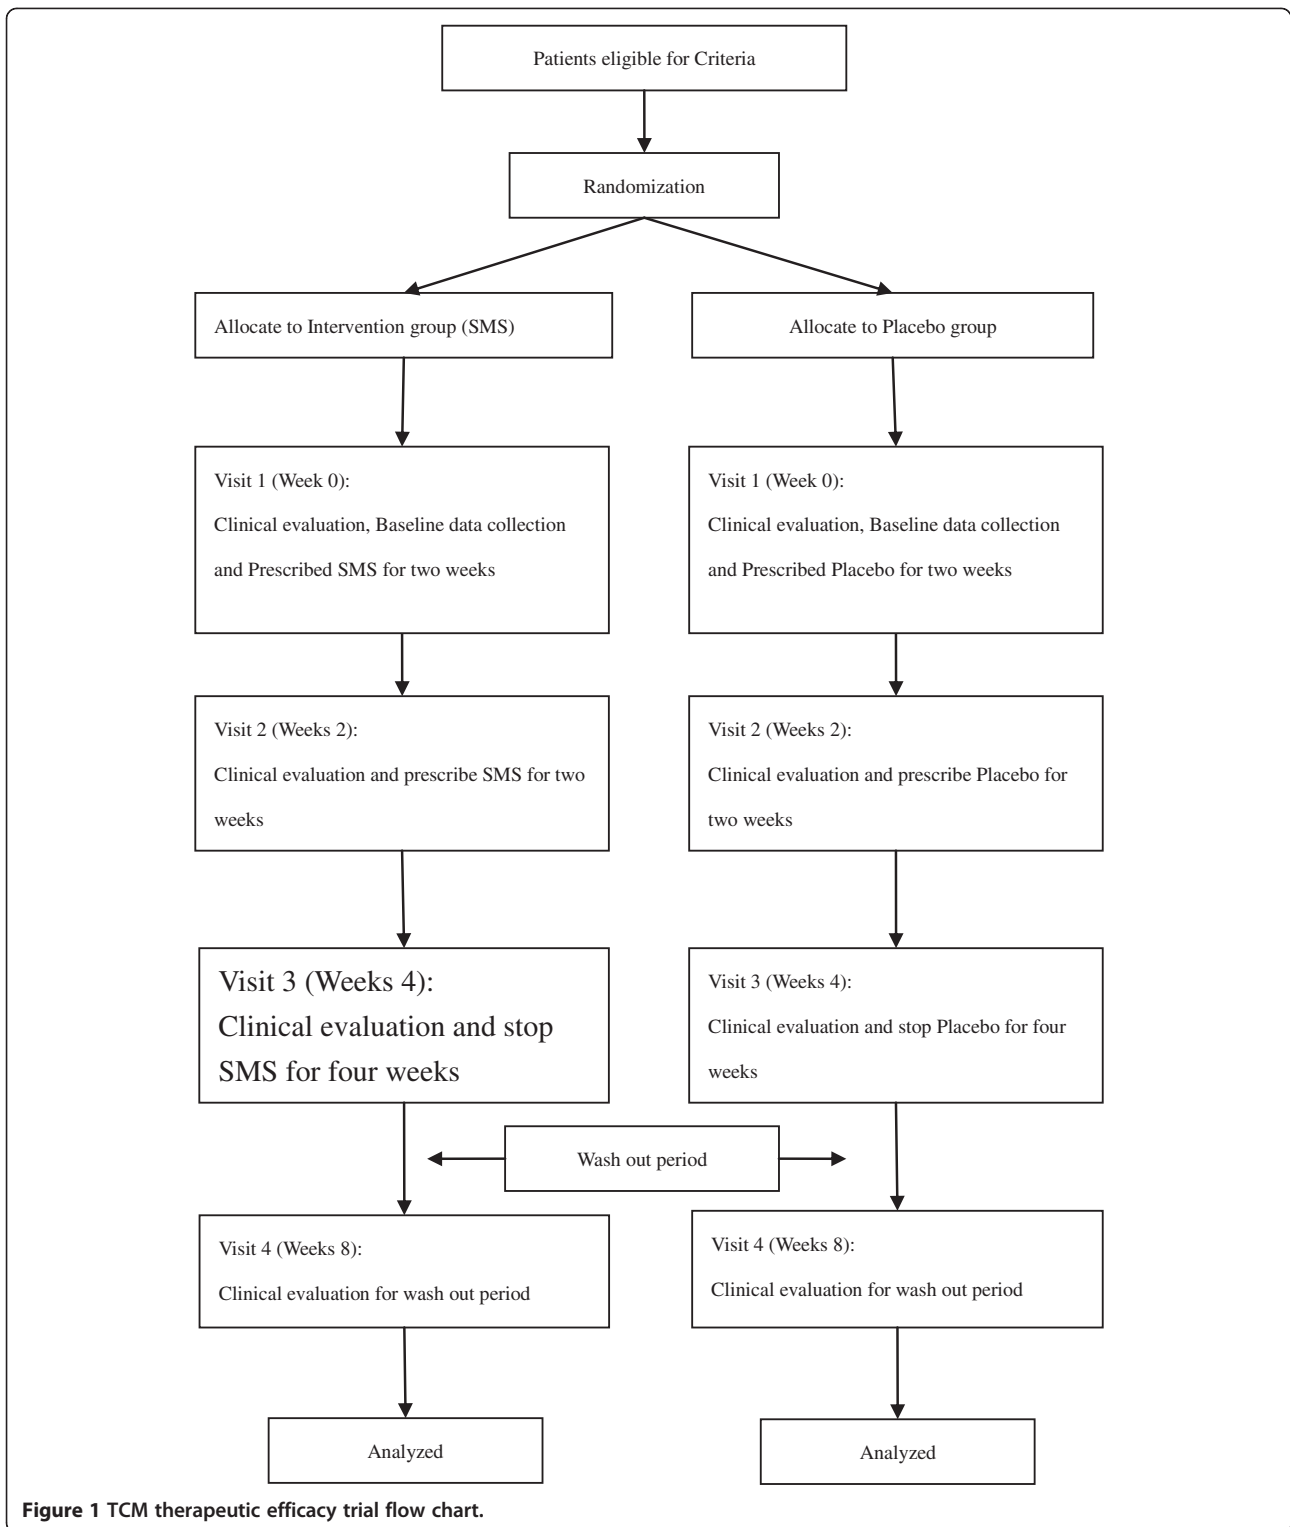 Patients eligible for Criteria
Randomization
Allocate to Intervention group (SMS)
Allocate to Placebo group
Visit 1 (Week 0):
Clinical evaluation, Baseline data collection
and Prescribed SMS for two weeks
Visit 1 (Week 0):
Clinical evaluation, Baseline data collection
and Prescribed Placebo for two weeks
Visit 2 (Weeks 2):
Clinical evaluation and prescribe SMS for two
weeks
Visit 2 (Weeks 2):
Clinical evaluation and prescribe Placebo for
two weeks
Visit 3 (Weeks 4):
Clinical evaluation and stop
SMS for four weeks
Visit 3 (Weeks 4):
Clinical evaluation and stop Placebo for four
weeks
Wash out period
Visit 4 (Weeks 8):
Clinical evaluation for wash out period
Visit 4 (Weeks 8):
Clinical evaluation for wash out period
Analyzed
Analyzed
Figure 1 TCM therapeutic efficacy trial flow chart.